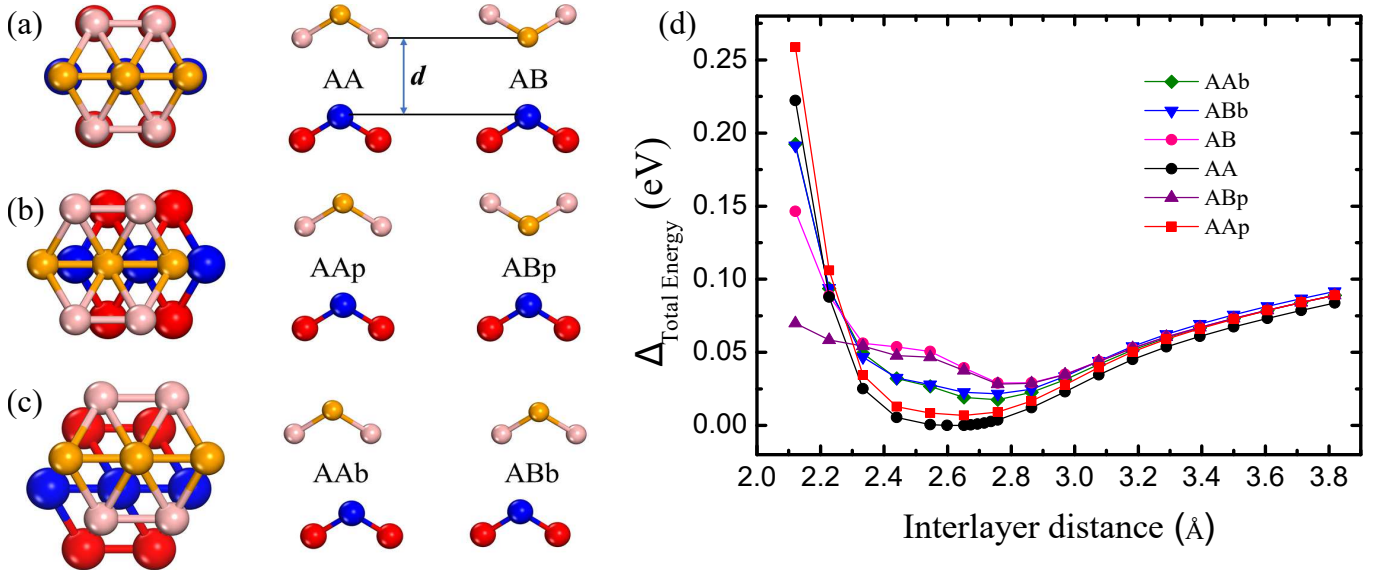 (a)
AA
d
AB
(b)
AAp
ABp
(c)
AAb
ABb
(d)
Δ Total Energy (eV)
0.25
0.20
0.15
0.10
0.05
0.00
AAb
ABb
AB
AA
ABp
AAp
2.0 2.2 2.4 2.6 2.8 3.0 3.2 3.4 3.6 3.8
Interlayer distance (Å)